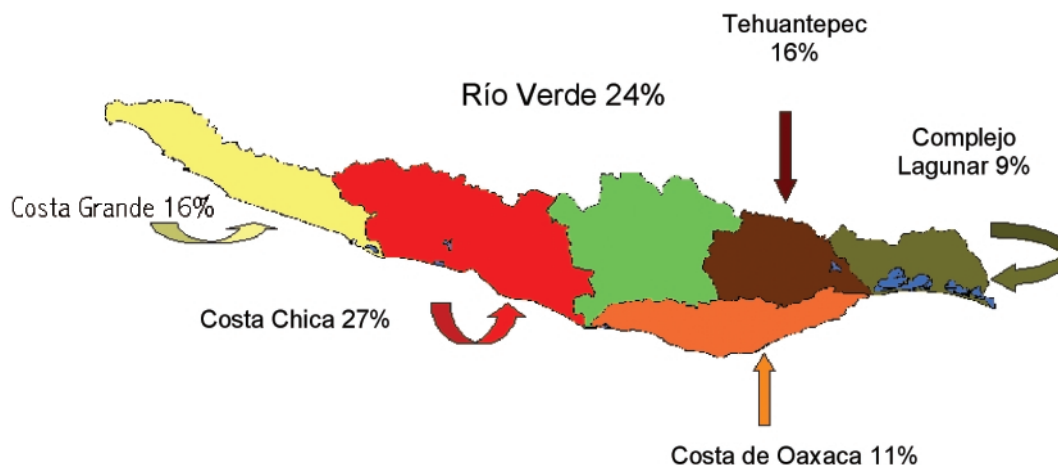 Tehuantepec
16%
Río Verde 24%
Complejo
Lagunar 9%
Costa Grande 16%
Costa Chica 27%
Costa de Oaxaca 11%